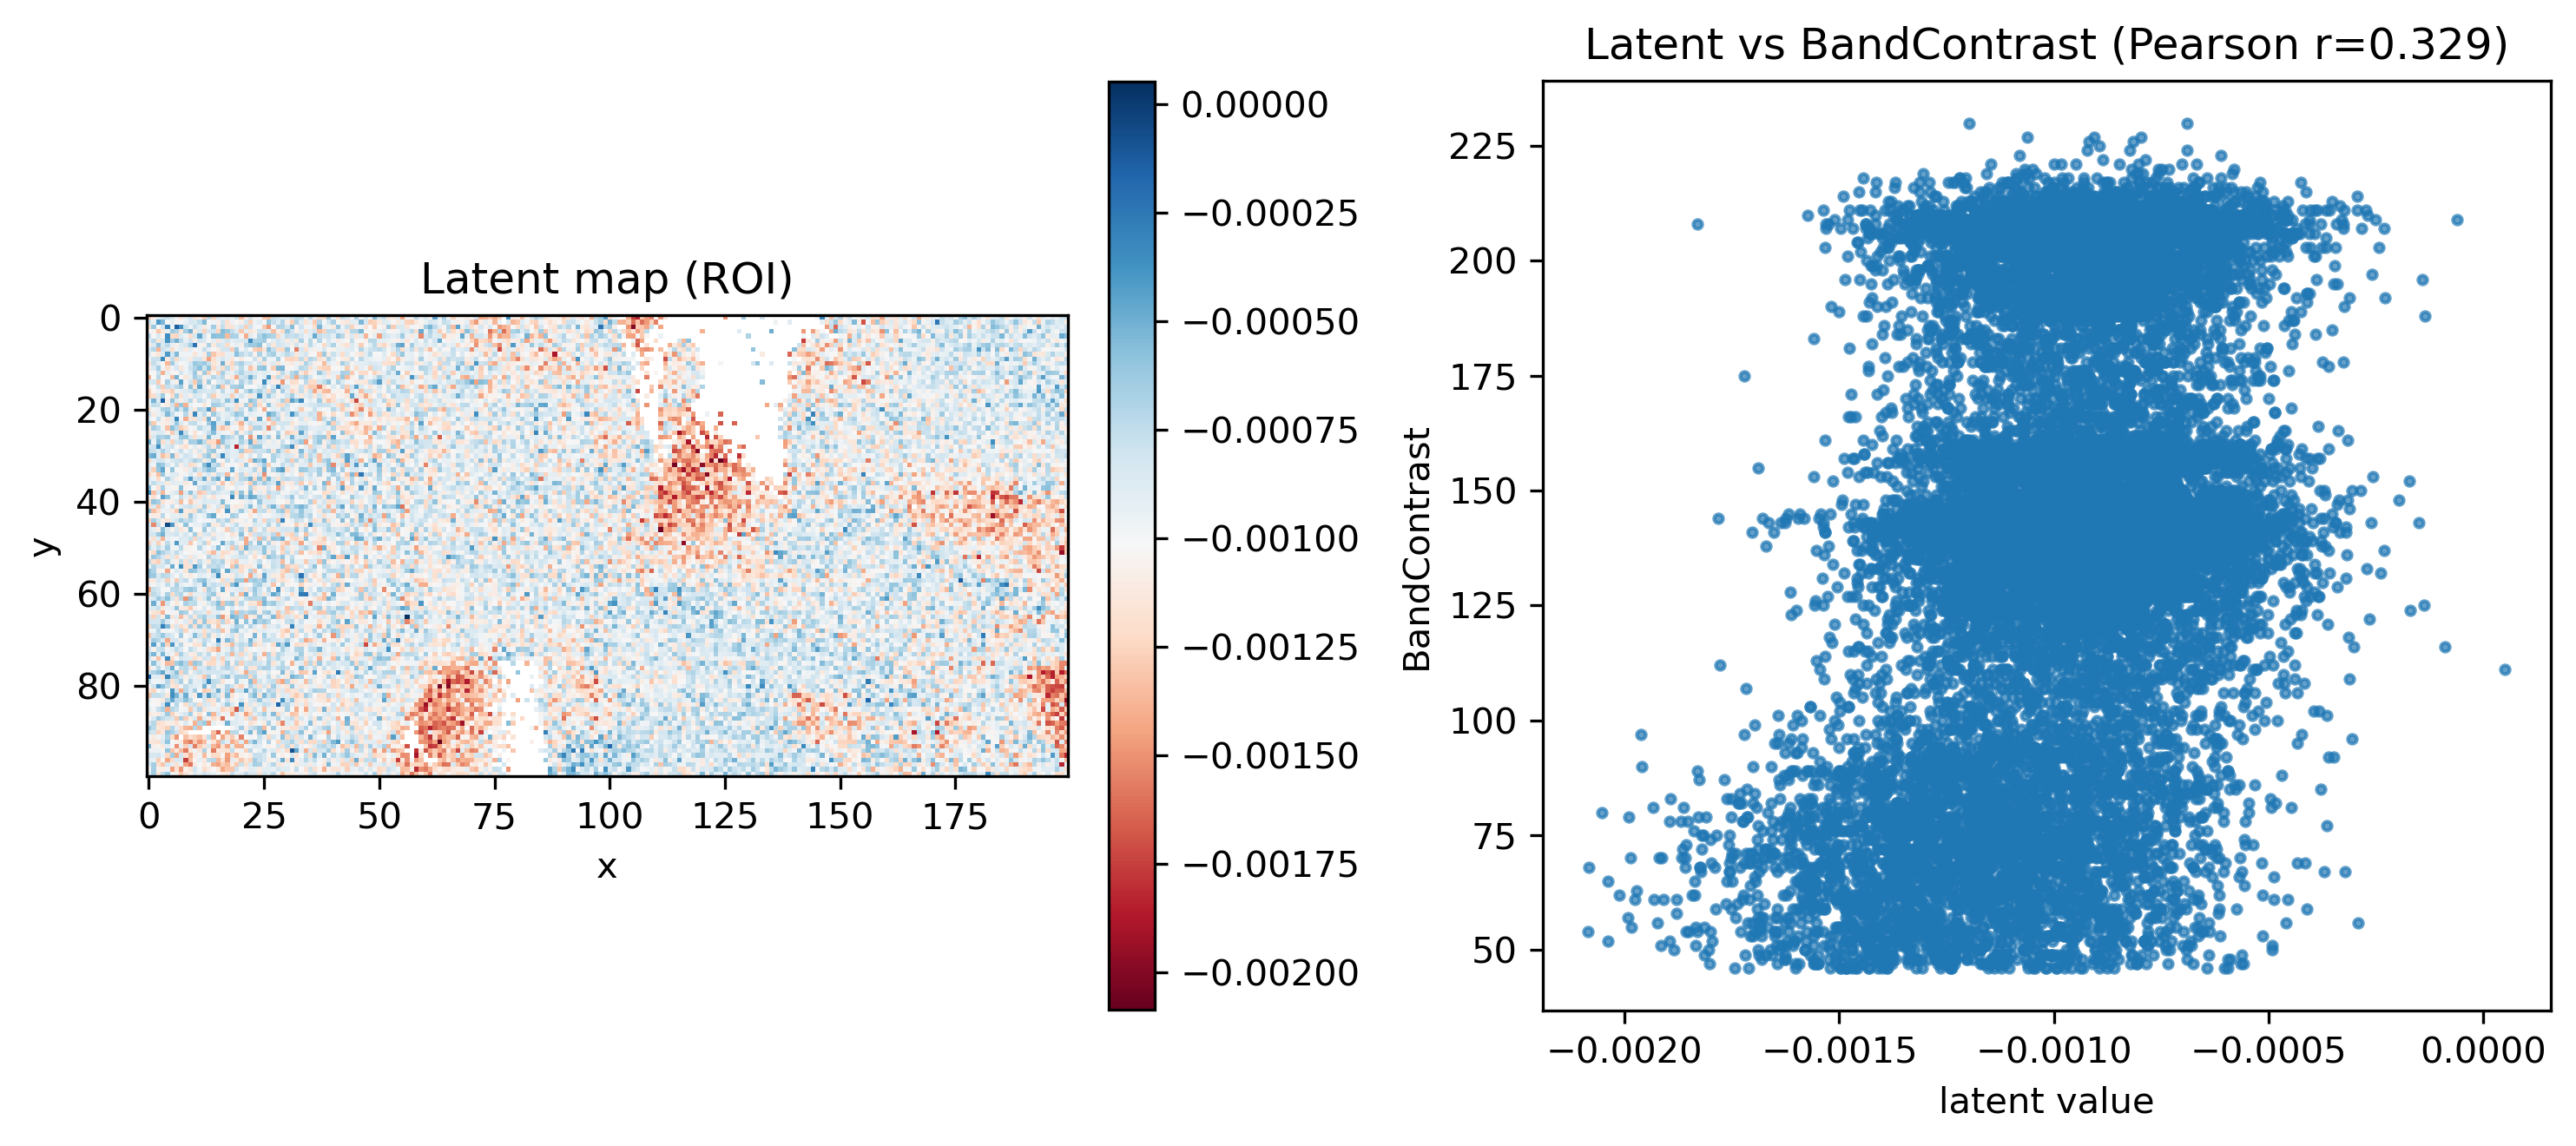 Latent map (ROI)
0
20
40
60
80
y
0 25 50 75 100 125 150 175
x
0.00000
−0.00025
−0.00050
−0.00075
−0.00100
−0.00125
−0.00150
−0.00175
−0.00200
Latent vs BandContrast (Pearson r=0.329)
225
200
175
150
125
100
75
50
BandContrast
−0.0020 −0.0015 −0.0010 −0.0005 0.0000
latent value